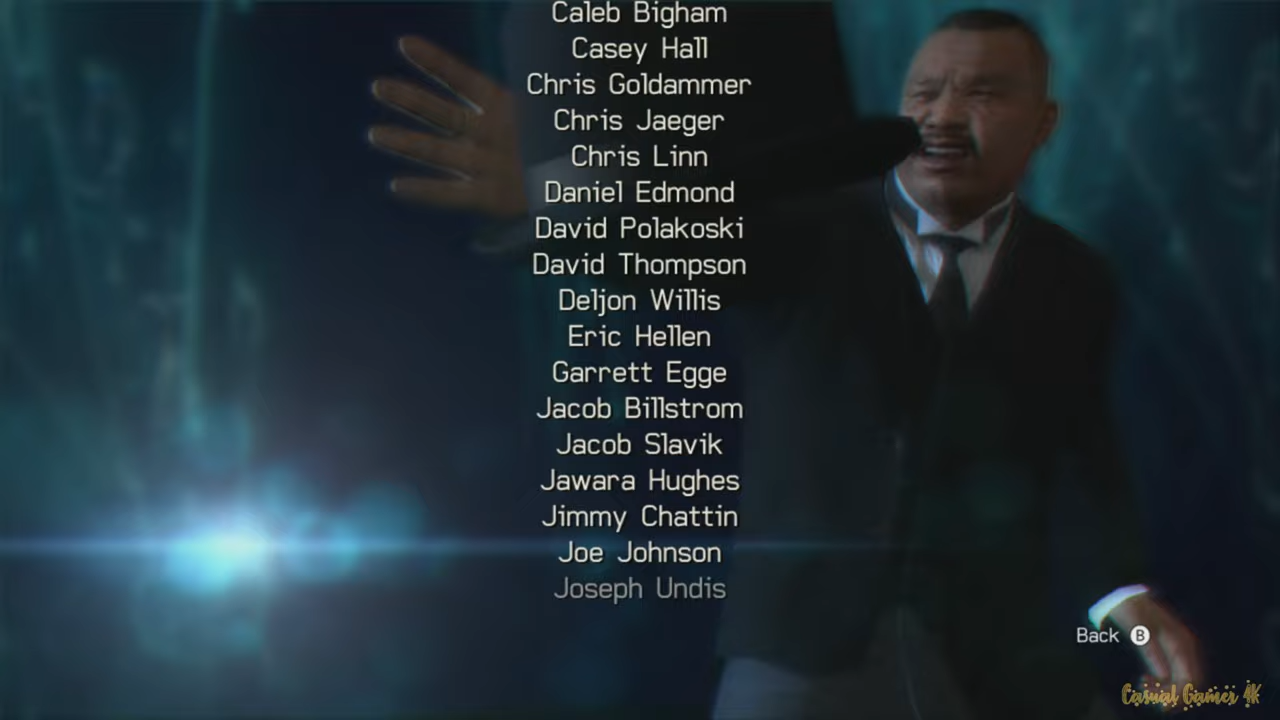 Caleb Bigham
Casey Hall
Chris Goldammer
Chris Jaeger
Chris Linn
Daniel Edmond
David Polakoski
David Thompson
Deljon Willis
Eric Hellen
Garrett Egge
Jacob Billstrom
Jacob Slavik
Jawara Hughes
Jimmy Chattin
Joe Johnson
Joseph Undis
Back B
Casual Gamer 4K